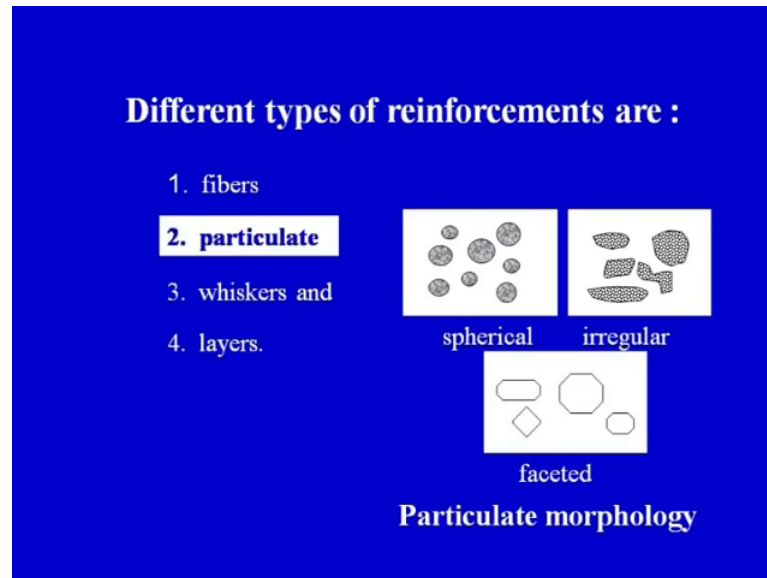 Different types of reinforcements are :
1. fibers
2. particulate
3. whiskers and
4. layers.
spherical
irregular
faceted
Particulate morphology